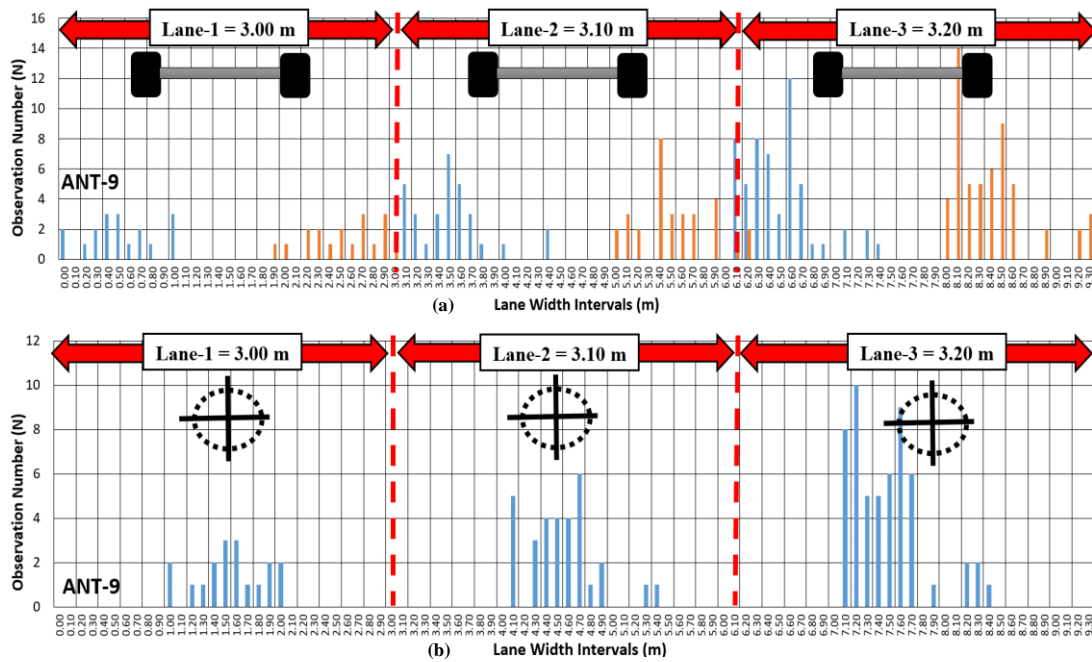 Lane-1 = 3.00 m Lane-2 = 3.10 m Lane-3 = 3.20 m
16
14
12
10
8
6
4
2
0
Observation Number (N)
ANT-9
0.00 0.10 0.20 0.30 0.40 0.50 0.60 0.70 0.80 0.90 1.00 1.10 1.20 1.30 1.40 1.50 1.60 1.70 1.80 1.90 2.00 2.10 2.20 2.30 2.40 2.50 2.60 2.70 2.80 2.90 3.00 3.10 3.20 3.30 3.40 3.50 3.60 3.70 3.80 3.90 4.00 4.10 4.20 4.30 4.40 4.50 4.60 4.70 4.80 4.90 5.00 5.10 5.20 5.30 5.40 5.50 5.60 5.70 5.80 5.90 6.00 6.10 6.20 6.30 6.40 6.50 6.60 6.70 6.80 6.90 7.00 7.10 7.20 7.30 7.40 7.50 7.60 7.70 7.80 7.90 8.00 8.10 8.20 8.30 8.40 8.50 8.60 8.70 8.80 8.90 9.00 9.10 9.20 9.30
(a) Lane Width Intervals (m)
Lane-1 = 3.00 m Lane-2 = 3.10 m Lane-3 = 3.20 m
12
10
8
6
4
2
0
Observation Number (N)
ANT-9
0.00 0.10 0.20 0.30 0.40 0.50 0.60 0.70 0.80 0.90 1.00 1.10 1.20 1.30 1.40 1.50 1.60 1.70 1.80 1.90 2.00 2.10 2.20 2.30 2.40 2.50 2.60 2.70 2.80 2.90 3.00 3.10 3.20 3.30 3.40 3.50 3.60 3.70 3.80 3.90 4.00 4.10 4.20 4.30 4.40 4.50 4.60 4.70 4.80 4.90 5.00 5.10 5.20 5.30 5.40 5.50 5.60 5.70 5.80 5.90 6.00 6.10 6.20 6.30 6.40 6.50 6.60 6.70 6.80 6.90 7.00 7.10 7.20 7.30 7.40 7.50 7.60 7.70 7.80 7.90 8.00 8.10 8.20 8.30 8.40 8.50 8.60 8.70 8.80 8.90 9.00 9.10 9.20 9.30
(b) Lane Width Intervals (m)